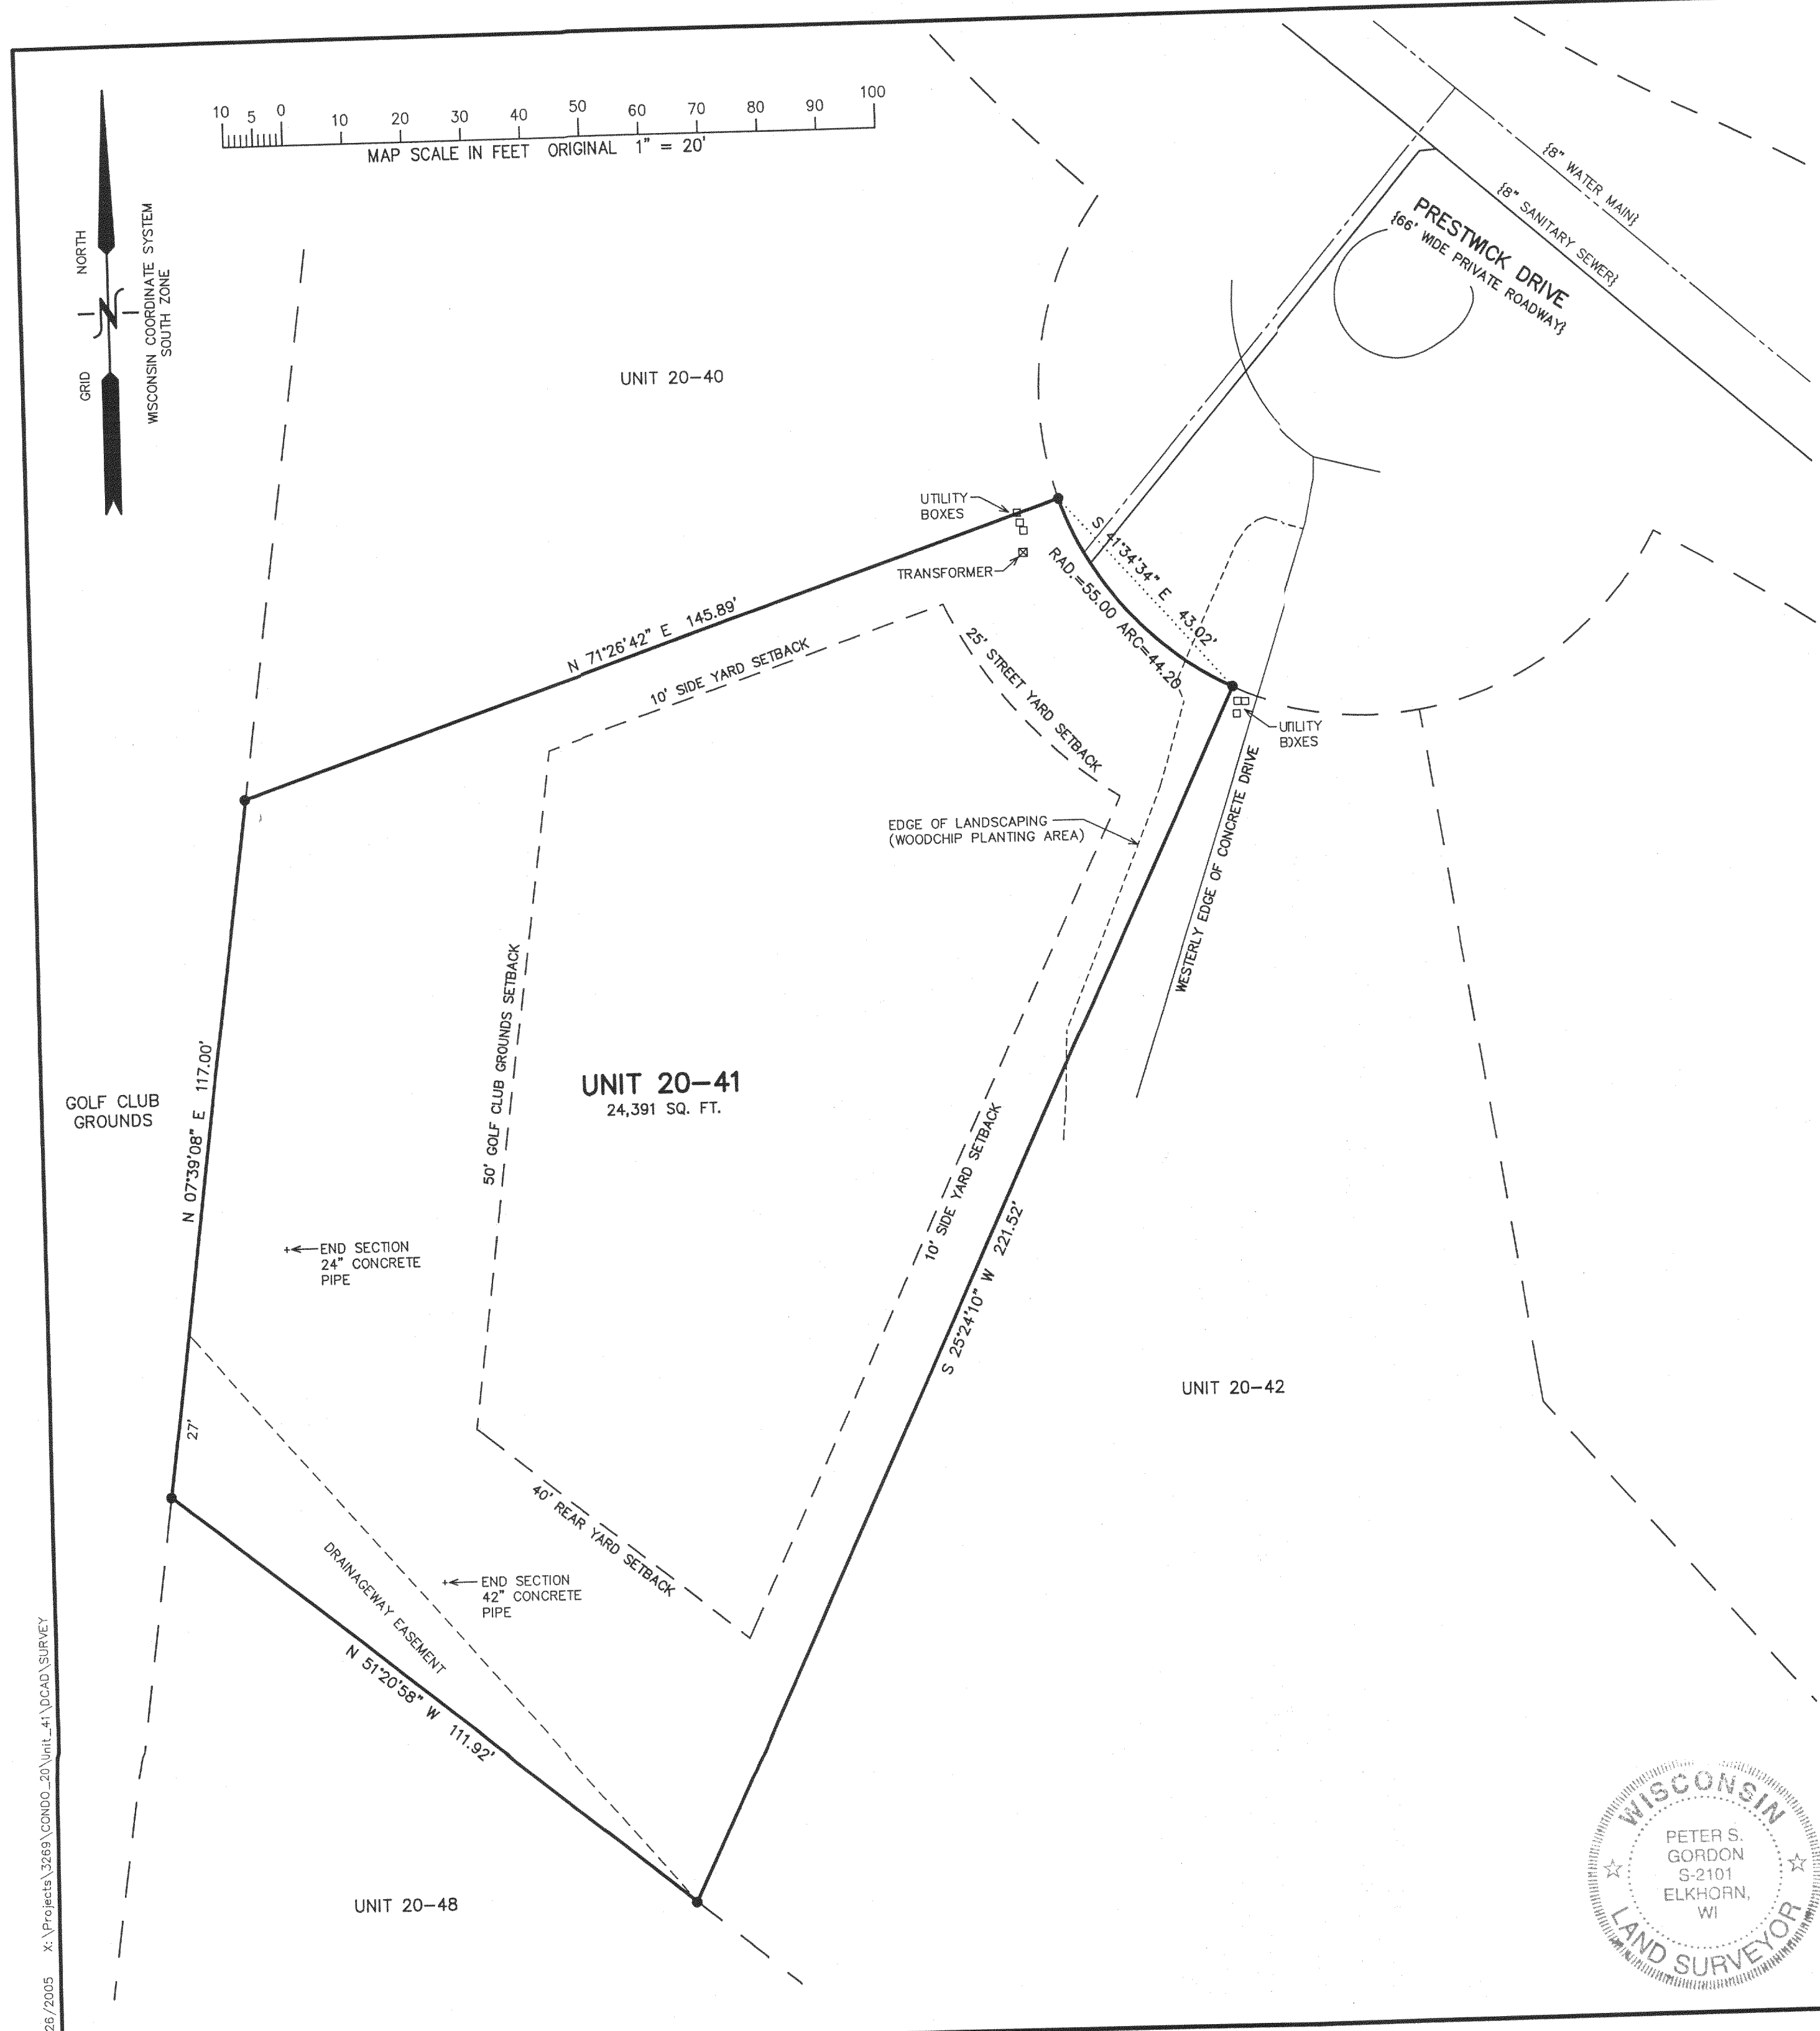 10 5 0 10 20 30 40 50 60 70 80 90 100
MAP SCALE IN FEET ORIGINAL 1" = 20'
GRID NORTH
N
WISCONSIN COORDINATE SYSTEM
SOUTH ZONE
{8" WATER MAIN}
{8" SANITARY SEWER}
PRESTWICK DRIVE
{66' WIDE PRIVATE ROADWAY}
UNIT 20-40
UTILITY
BOXES
TRANSFORMER
S 41°34'34" E 43.02'
RAD.=55.00 ARC=44.20
N 71°26'42" E 145.89'
10' SIDE YARD SETBACK
25' STREET YARD SETBACK
UTILITY
BOXES
EDGE OF LANDSCAPING
(WOODCHIP PLANTING AREA)
WESTERLY EDGE OF CONCRETE DRIVE
50' GOLF CLUB GROUNDS SETBACK
N 07°39'08" E 117.00'
GOLF CLUB
GROUNDS
UNIT 20-41
24,391 SQ. FT.
10' SIDE YARD SETBACK
S 25°24'10" W 221.52'
END SECTION
24" CONCRETE
PIPE
UNIT 20-42
27'
40' REAR YARD SETBACK
END SECTION
42" CONCRETE
PIPE
DRAINAGEWAY EASEMENT
N 51°20'58" W 111.92'
UNIT 20-48
WISCONSIN
PETER S.
GORDON
S-2101
ELKHORN,
WI
LAND SURVEYOR
26/2005 X:\Projects\3269\CONDO_20\Unit_41\DCAD\SURVEY